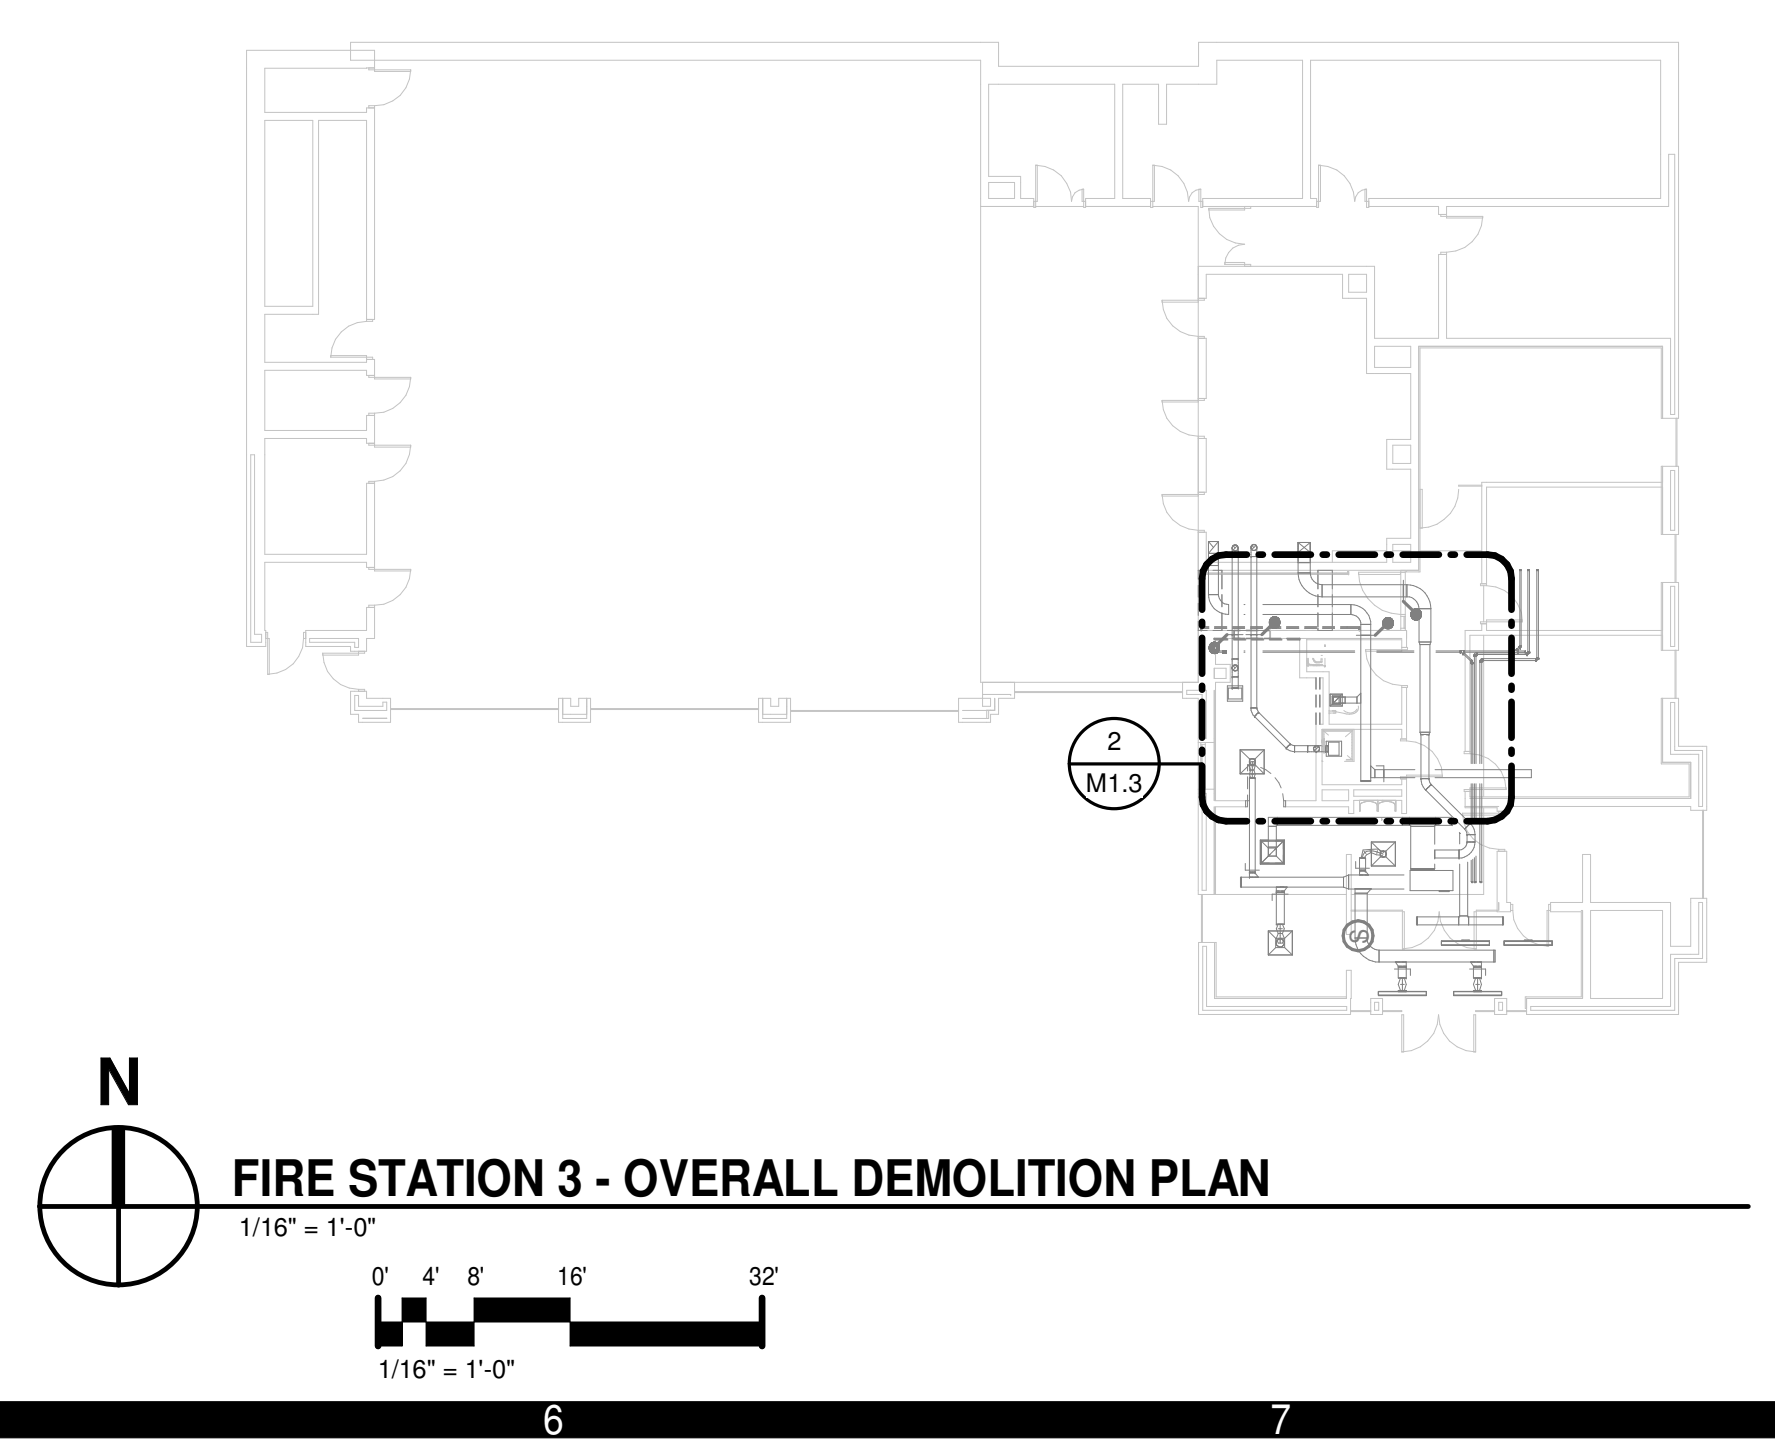 2
M1.3
N
FIRE STATION 3 - OVERALL DEMOLITION PLAN
1/16" = 1'-0"
0' 4' 8' 16' 32'
1/16" = 1'-0"
6 7
S